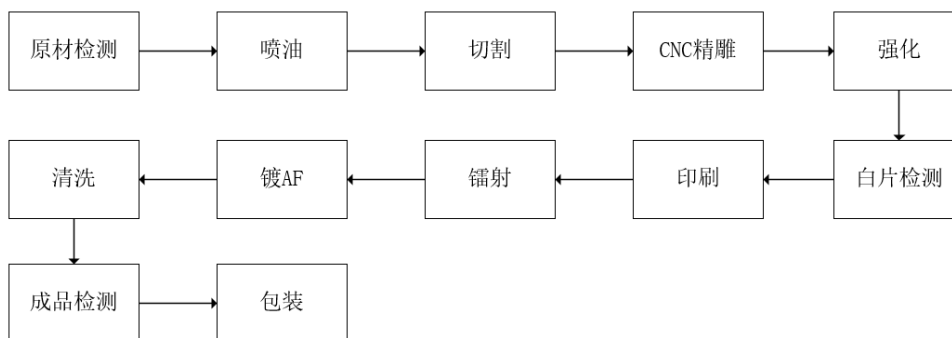 原材检测
喷油
切割
CNC精雕
强化
白片检测
印刷
镭射
镀AF
清洗
成品检测
包装